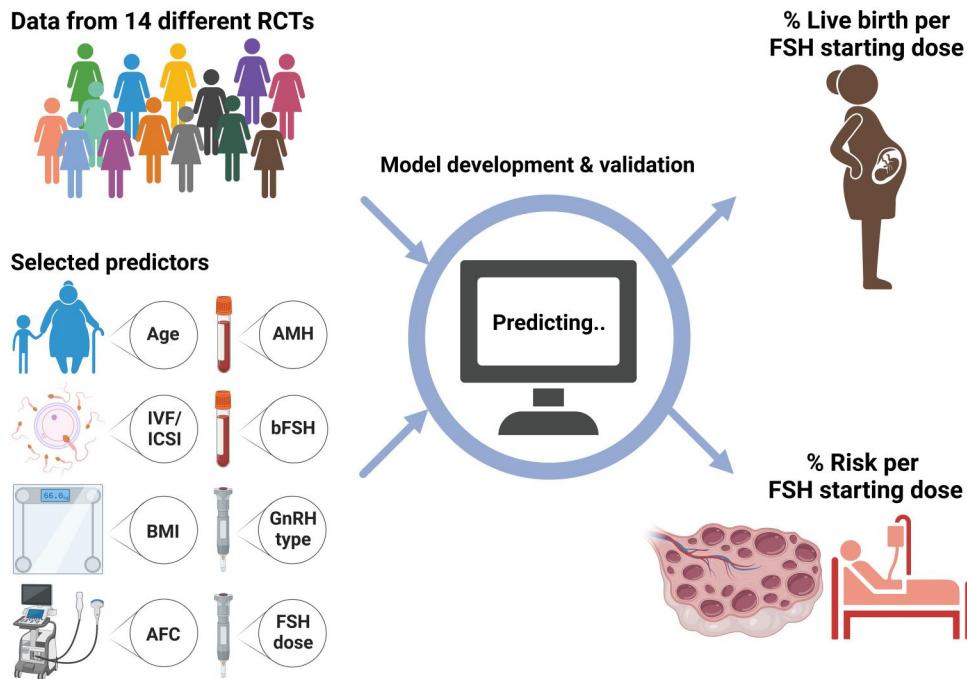 Data from 14 different RCTs
% Live birth per
FSH starting dose
Model development & validation
Predicting..
Selected predictors
Age
AMH
IVF/
ICSI
bFSH
66.0kg
BMI
GnRH
type
AFC
FSH
dose
% Risk per
FSH starting dose